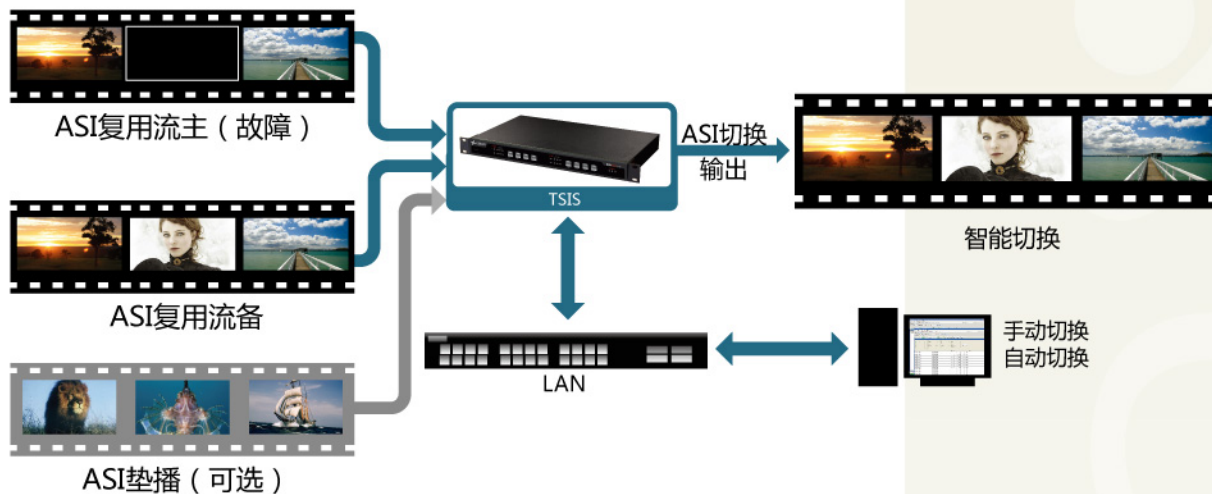 ASI复用流主（故障）
ASI复用流备
ASI垫播（可选）
TSIS
ASI切换
输出
智能切换
LAN
手动切换
自动切换